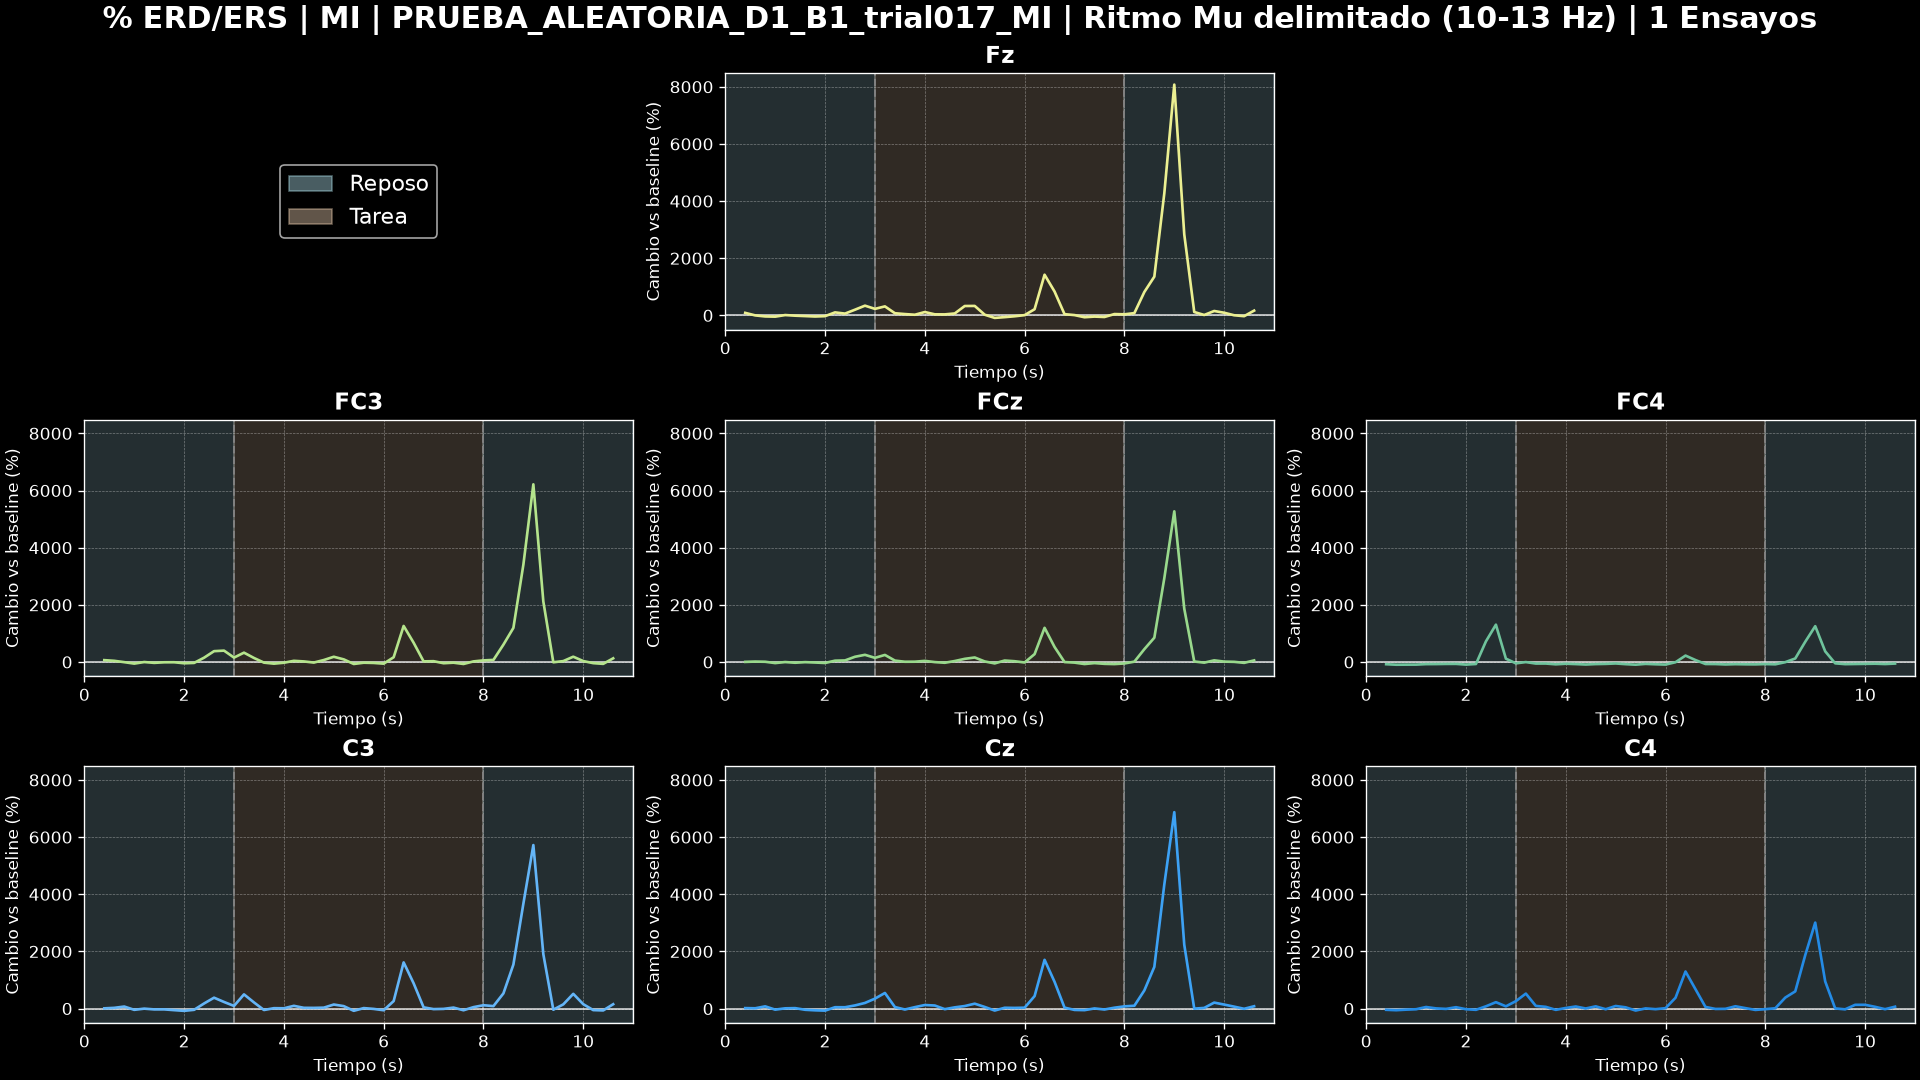 % ERD/ERS | MI | PRUEBA_ALEATORIA_D1_B1_trial017_MI | Ritmo Mu delimitado (10-13 Hz) | 1 Ensayos
Reposo
Tarea
Fz
Cambio vs baseline (%)
8000
6000
4000
2000
0
0 2 4 6 8 10
Tiempo (s)
FC3
Cambio vs baseline (%)
8000
6000
4000
2000
0
0 2 4 6 8 10
Tiempo (s)
FCz
Cambio vs baseline (%)
8000
6000
4000
2000
0
0 2 4 6 8 10
Tiempo (s)
FC4
Cambio vs baseline (%)
8000
6000
4000
2000
0
0 2 4 6 8 10
Tiempo (s)
C3
Cambio vs baseline (%)
8000
6000
4000
2000
0
0 2 4 6 8 10
Tiempo (s)
Cz
Cambio vs baseline (%)
8000
6000
4000
2000
0
0 2 4 6 8 10
Tiempo (s)
C4
Cambio vs baseline (%)
8000
6000
4000
2000
0
0 2 4 6 8 10
Tiempo (s)